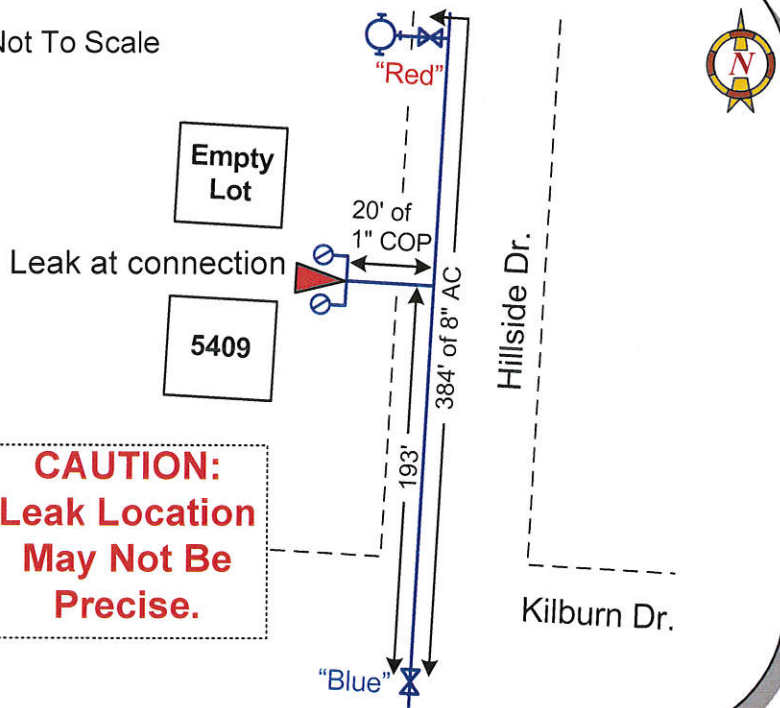 Not To Scale
N
“Red”
Empty
Lot
20' of
1" COP
Leak at connection
384' of 8" AC
Hillside Dr.
5409
193'
CAUTION:
Leak Location
May Not Be
Precise.
Kilburn Dr.
“Blue”